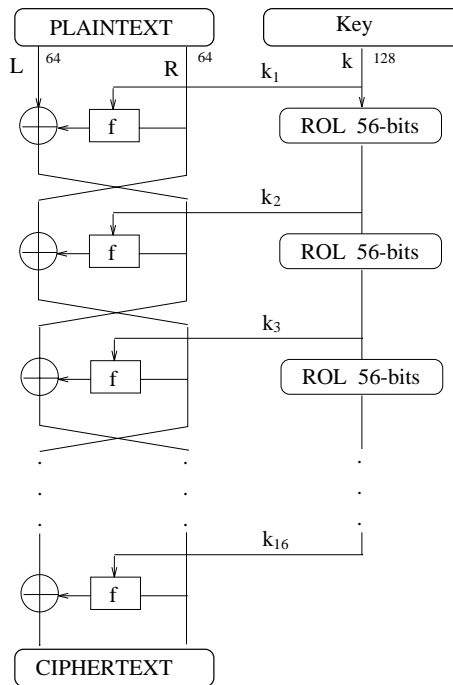 PLAINTEXT Key
L 64 R 64 k 128
k1
f ROL 56-bits
k2
f ROL 56-bits
k3
f ROL 56-bits
k16
f
CIPHERTEXT